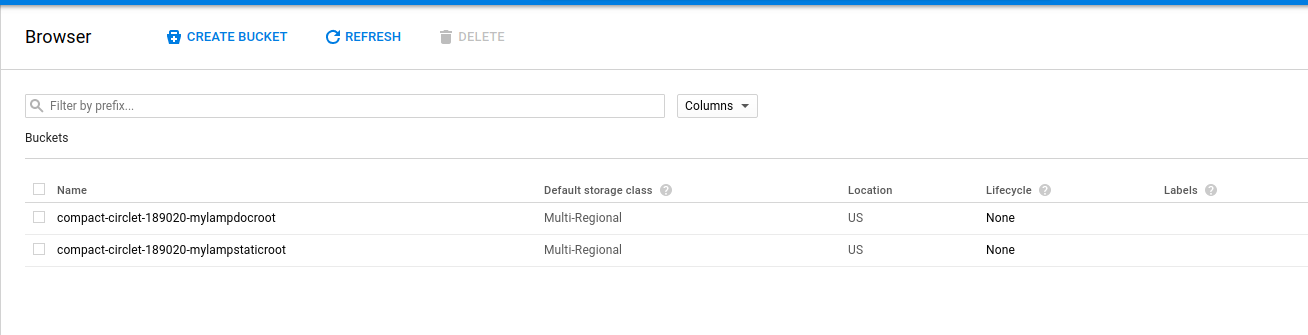 Browser CREATE BUCKET REFRESH DELETE
Filter by prefix... Columns
Buckets
Name Default storage class ? Location Lifecycle ? Labels ?
compact-circlet-189020-mylampdocroot Multi-Regional US None
compact-circlet-189020-mylampstaticroot Multi-Regional US None